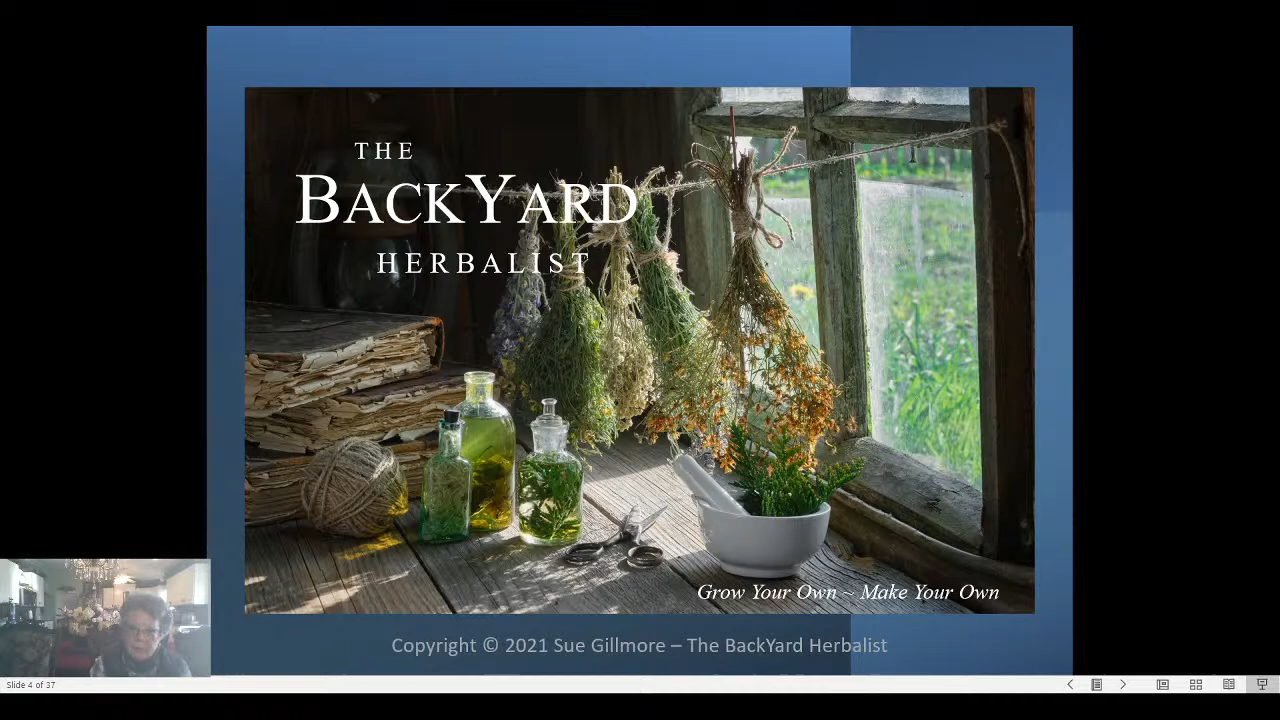 THE
BACKYARD
HERBALIST
Grow Your Own ~ Make Your Own
Copyright © 2021 Sue Gillmore – The BackYard Herbalist
Slide 4 of 37